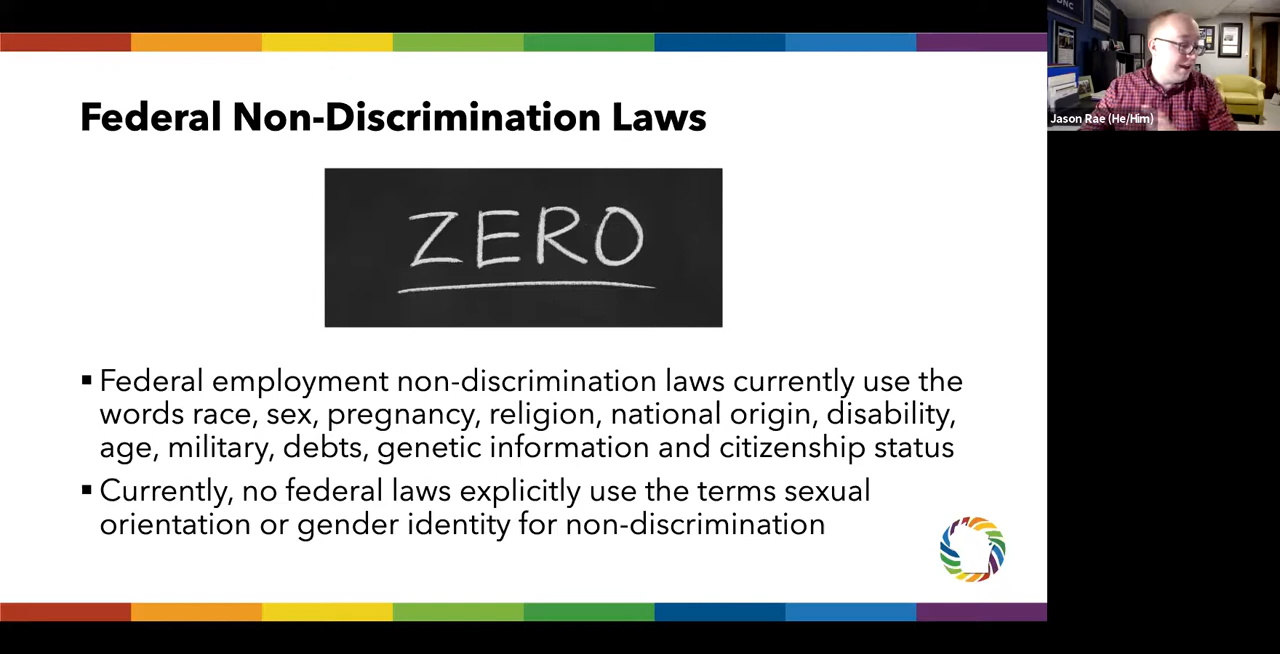 Federal Non-Discrimination Laws
ZERO
▪ Federal employment non-discrimination laws currently use the
words race, sex, pregnancy, religion, national origin, disability,
age, military, debts, genetic information and citizenship status
▪ Currently, no federal laws explicitly use the terms sexual
orientation or gender identity for non-discrimination
DNC
Jason Rae (He/Him)